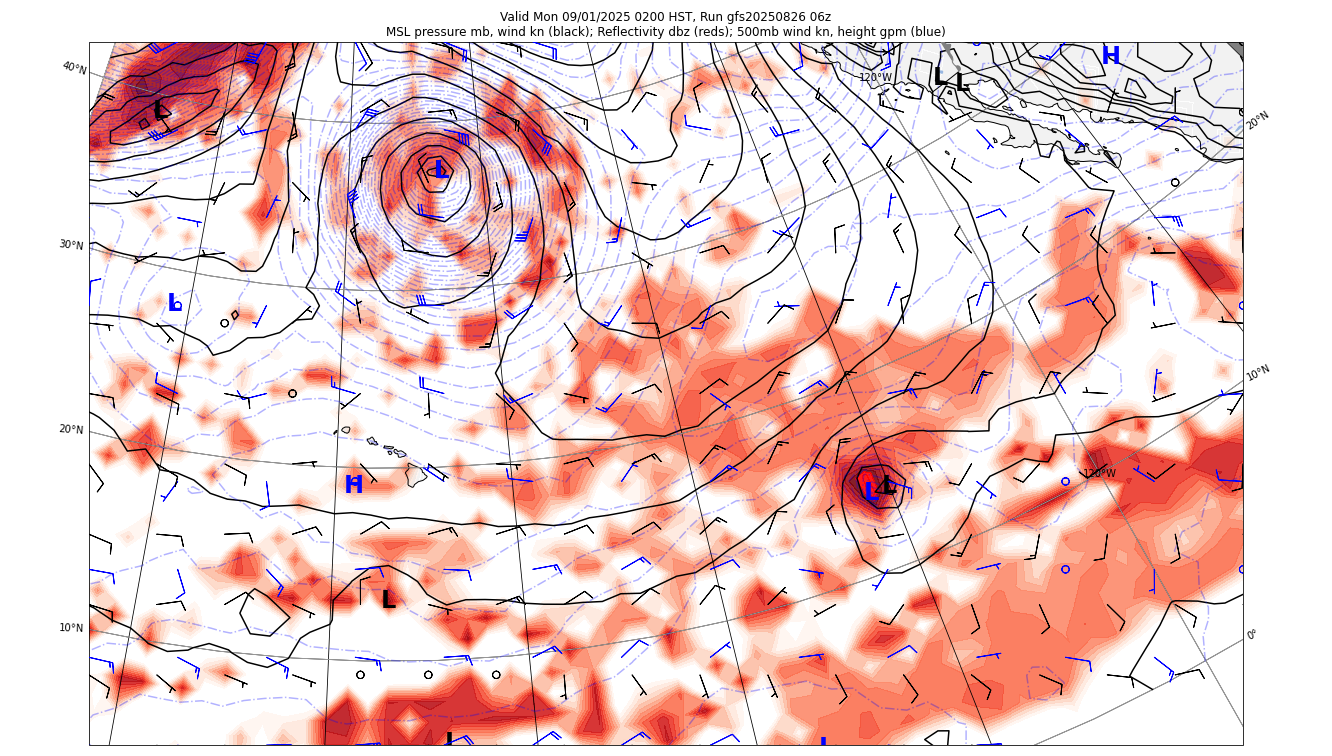 Valid Mon 09/01/2025 0200 HST, Run gfs20250826 06z
MSL pressure mb, wind kn (black); Reflectivity dbz (reds); 500mb wind kn, height gpm (blue)
H
40°N
120°W
L
L
L
20°N
L
30°N
L
10°N
20°N
120°W
H
L
L
L
10°N
0°
L
L